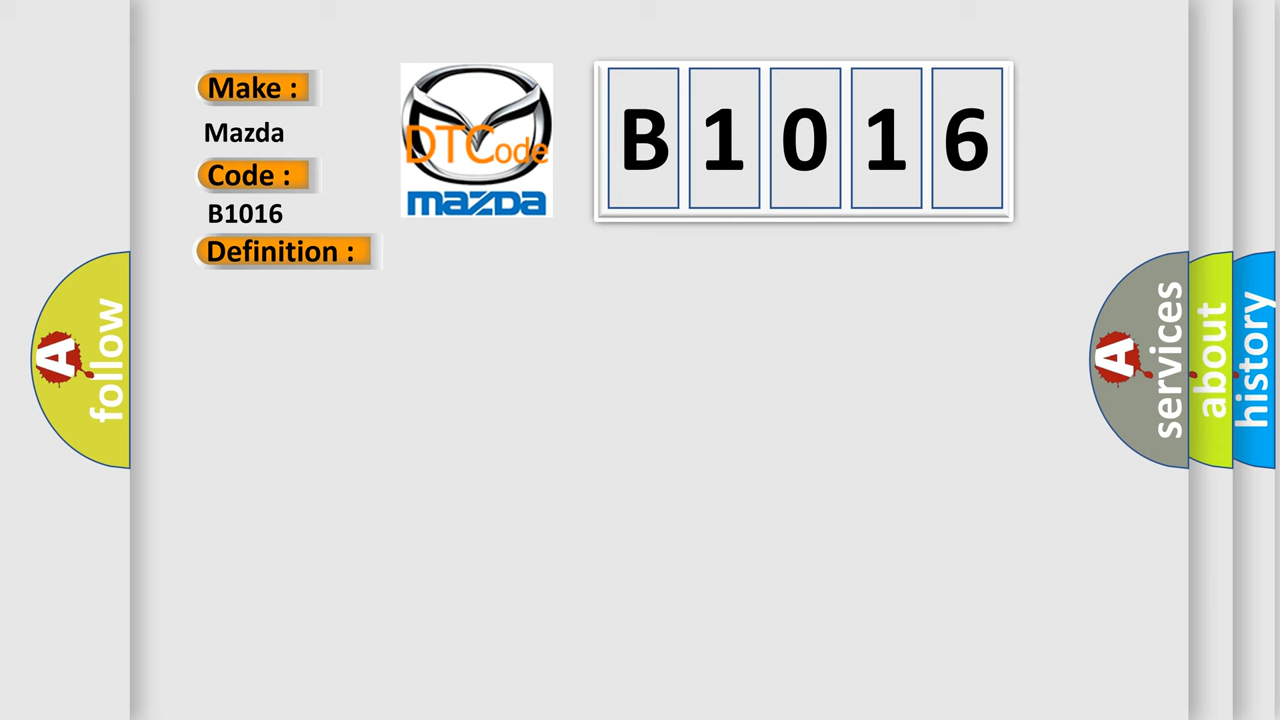 Make :
Mazda
Code :
B1016
Definition :
DTCode
mazda
B 1 0 1 6
A follow
A services
about
history